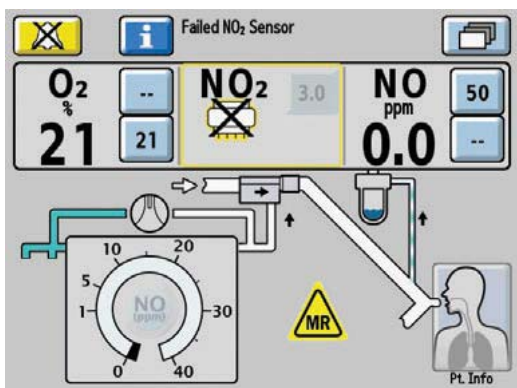 i Failed NO₂ Sensor
O₂ % 21
--
21
NO₂ 3.0
NO ppm 0.0
50
--
0
1
5
10
20
30
40
NO
(ppm)
MR
Pt. Info